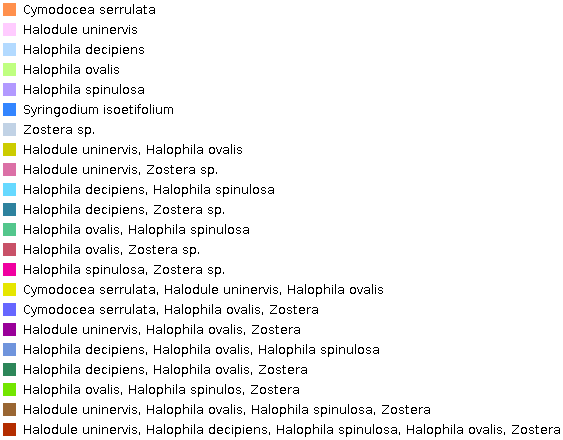 Cymodocea serrulata
Halodule uninervis
Halophila decipiens
Halophila ovalis
Halophila spinulosa
Syringodium isoetifolium
Zostera sp.
Halodule uninervis, Halophila ovalis
Halodule uninervis, Zostera sp.
Halophila decipiens, Halophila spinulosa
Halophila decipiens, Zostera sp.
Halophila ovalis, Halophila spinulosa
Halophila ovalis, Zostera sp.
Halophila spinulosa, Zostera sp.
Cymodocea serrulata, Halodule uninervis, Halophila ovalis
Cymodocea serrulata, Halophila ovalis, Zostera
Halodule uninervis, Halophila ovalis, Zostera
Halophila decipiens, Halophila ovalis, Halophila spinulosa
Halophila decipiens, Halophila ovalis, Zostera
Halophila ovalis, Halophila spinulos, Zostera
Halodule uninervis, Halophila ovalis, Halophila spinulosa, Zostera
Halodule uninervis, Halophila decipiens, Halophila spinulosa, Halophila ovalis, Zostera